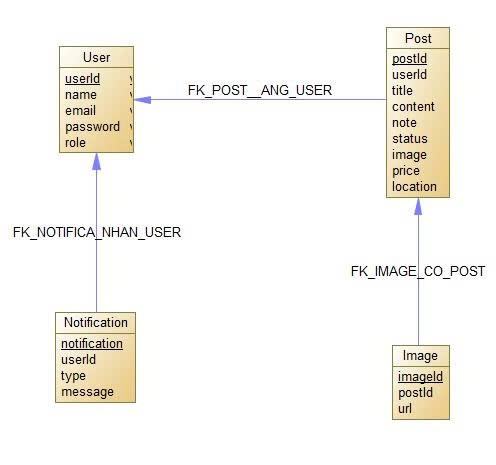 User
userId
name
email
password
role
FK_POST__ANG_USER
Post
postId
userId
title
content
note
status
image
price
location
FK_NOTIFICA_NHAN_USER
FK_IMAGE_CO_POST
Notification
notification
userId
type
message
Image
imageId
postId
url